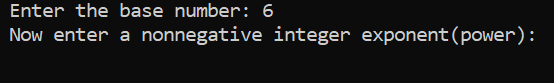 Enter the base number: 6
Now enter a nonnegative integer exponent(power):